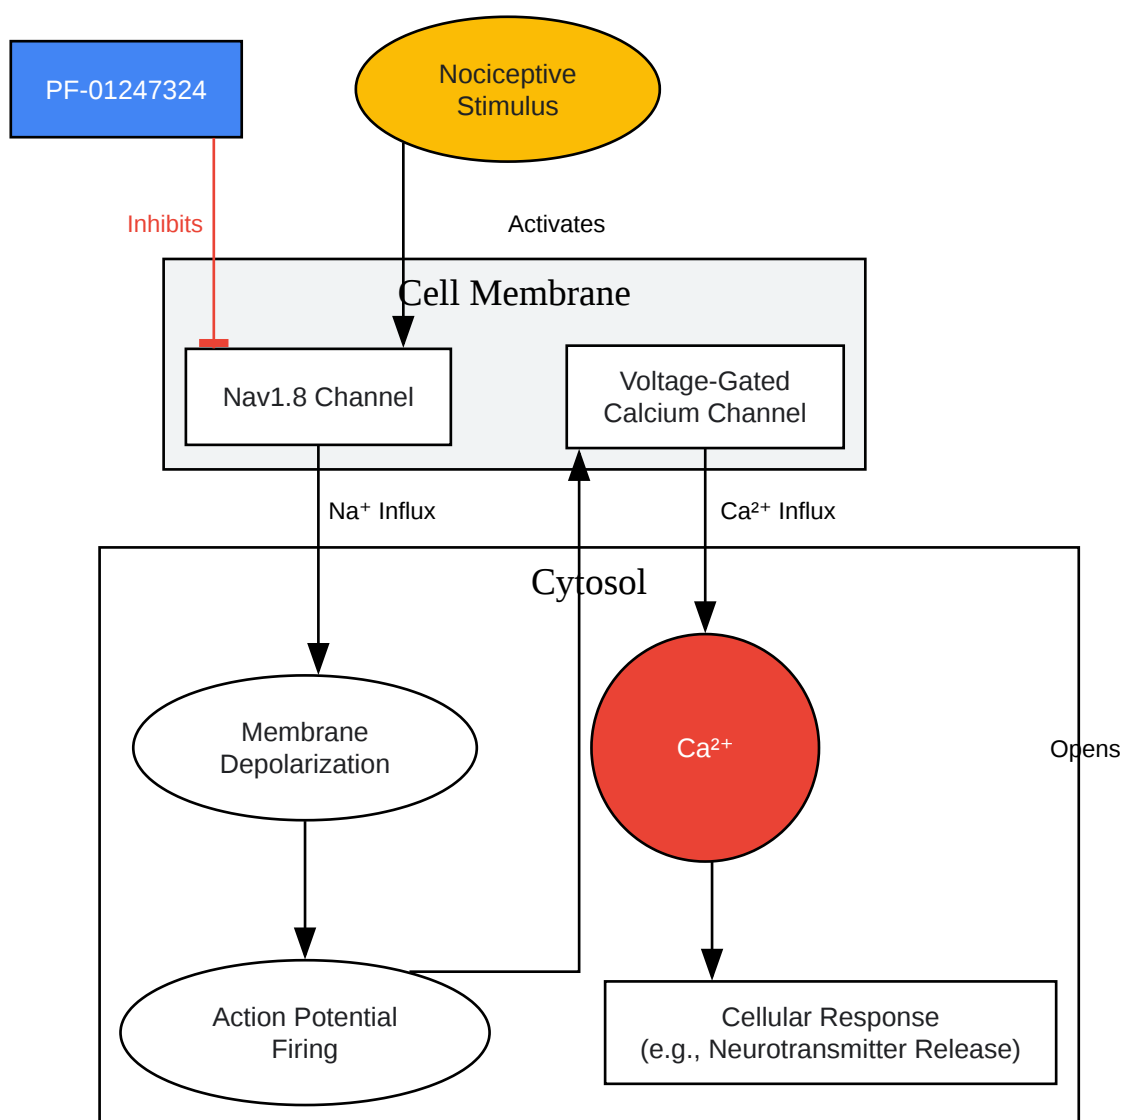 PF-01247324
Nociceptive
Stimulus
Inhibits
Activates
Cell Membrane
Nav1.8 Channel
Voltage-Gated
Calcium Channel
Na⁺ Influx
Ca²⁺ Influx
Cytosol
Membrane
Depolarization
Ca²⁺
Opens
Action Potential
Firing
Cellular Response
(e.g., Neurotransmitter Release)